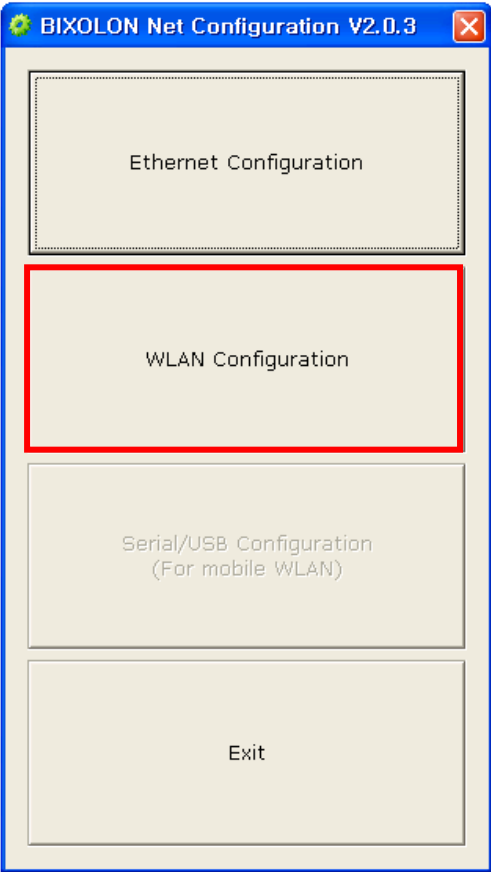 BIXOLON Net Configuration V2.0.3
Ethernet Configuration
WLAN Configuration
Serial/USB Configuration
(For mobile WLAN)
Exit